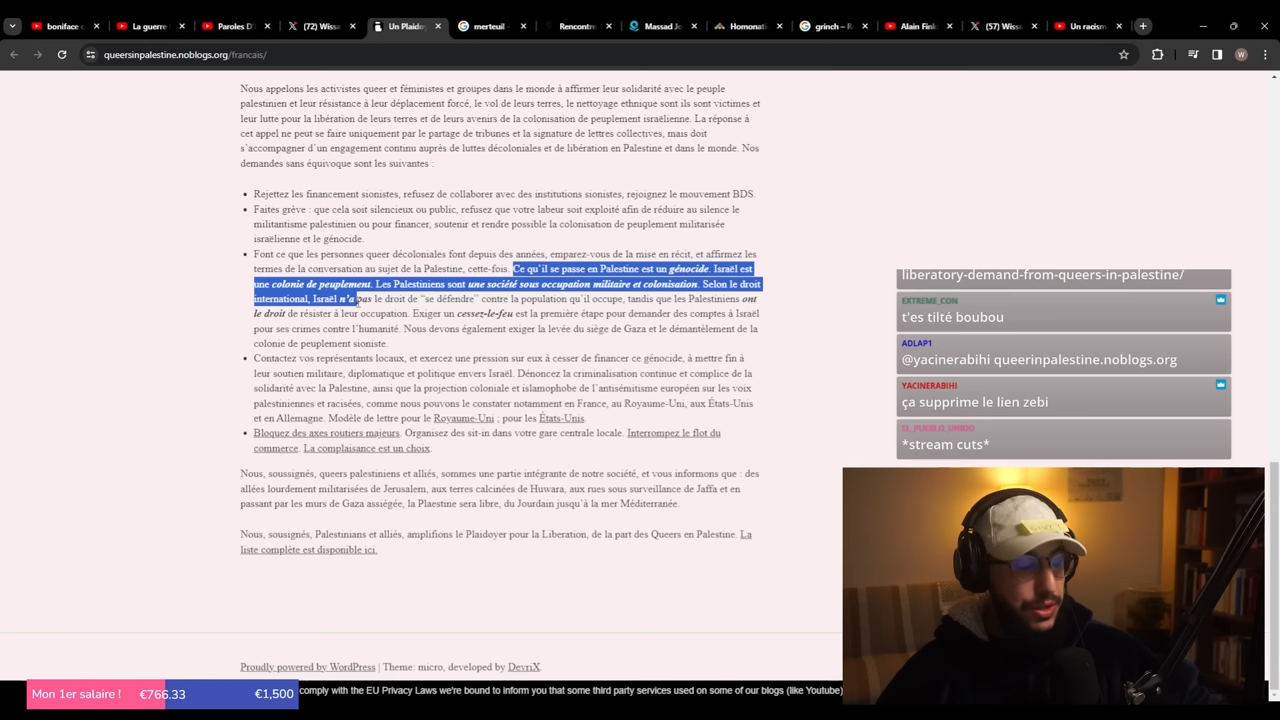 boniface c
La guerre
Paroles D'
(72) Wissa
Un Plaidoy
merteuil -
Rencontre
Massad Jo
Homonati
grinch – R
Alain Fink
(57) Wissa
Un racism
queersinpalestine.noblogs.org/francais/
Nous appelons les activistes queer et féministes et groupes dans le monde à affirmer leur solidarité avec le peuple
palestinien et leur résistance à leur déplacement forcé, le vol de leurs terres, le nettoyage ethnique sont ils sont victimes et
leur lutte pour la libération de leurs terres et de leurs avenirs de la colonisation de peuplement israélienne. La réponse à
cet appel ne peut se faire uniquement par le partage de tribunes et la signature de lettres collectives, mais doit
s'accompagner d'un engagement continu auprès de luttes décoloniales et de libération en Palestine et dans le monde. Nos
demandes sans équivoque sont les suivantes :
Rejettez les financement sionistes, refusez de collaborer avec des institutions sionistes, rejoignez le mouvement BDS.
Faites grève : que cela soit silencieux ou public, refusez que votre labeur soit exploité afin de réduire au silence le
militantisme palestinien ou pour financer, soutenir et rendre possible la colonisation de peuplement militarisée
israélienne et le génocide.
Font ce que les personnes queer décoloniales font depuis des années, emparez-vous de la mise en récit, et affirmez les
termes de la conversation au sujet de la Palestine, cette-fois. Ce qu'il se passe en Palestine est un génocide. Israël est
une colonie de peuplement. Les Palestiniens sont une société sous occupation militaire et colonisation. Selon le droit
international, Israël n'a pas le droit de "se défendre" contre la population qu'il occupe, tandis que les Palestiniens ont
le droit de résister à leur occupation. Exiger un cessez-le-feu est la première étape pour demander des comptes à Israël
pour ses crimes contre l'humanité. Nous devons également exiger la levée du siège de Gaza et le démantèlement de la
colonie de peuplement sioniste.
Contactez vos représentants locaux, et exercez une pression sur eux à cesser de financer ce génocide, à mettre fin à
leur soutien militaire, diplomatique et politique envers Israël. Dénoncez la criminalisation continue et complice de la
solidarité avec la Palestine, ainsi que la projection coloniale et islamophobe de l'antisémitisme européen sur les voix
palestiniennes et racisées, comme nous pouvons le constater notamment en France, au Royaume-Uni, aux États-Unis
et en Allemagne. Modèle de lettre pour le Royaume-Uni ; pour les États-Unis.
Bloquez des axes routiers majeurs. Organisez des sit-in dans votre gare centrale locale. Interrompez le flot du
commerce. La complaisance est un choix.
Nous, soussignés, queers palestiniens et alliés, sommes une partie intégrante de notre société, et vous informons que : des
allées lourdement militarisées de Jerusalem, aux terres calcinées de Huwara, aux rues sous surveillance de Jaffa et en
passant par les murs de Gaza assiégée, la Plaestine sera libre, du Jourdain jusqu'à la mer Méditerranée.
Nous, sousignés, Palestinians et alliés, amplifions le Plaidoyer pour la Liberation, de la part des Queers en Palestine. La
liste complète est disponible ici.
Proudly powered by WordPress | Theme: micro, developed by DevriX.
comply with the EU Privacy Laws we're bound to inform you that some third party services used on some of our blogs (like Youtube)
Mon 1er salaire ! €766.33 €1,500
liberatory-demand-from-queers-in-palestine/
EXTREME_CON
t'es tilté boubou
ADLAP1
@yacinerabihi queerinpalestine.noblogs.org
YACINERABIHI
ça supprime le lien zebi
EL_PUEBLO_UNIDO
*stream cuts*